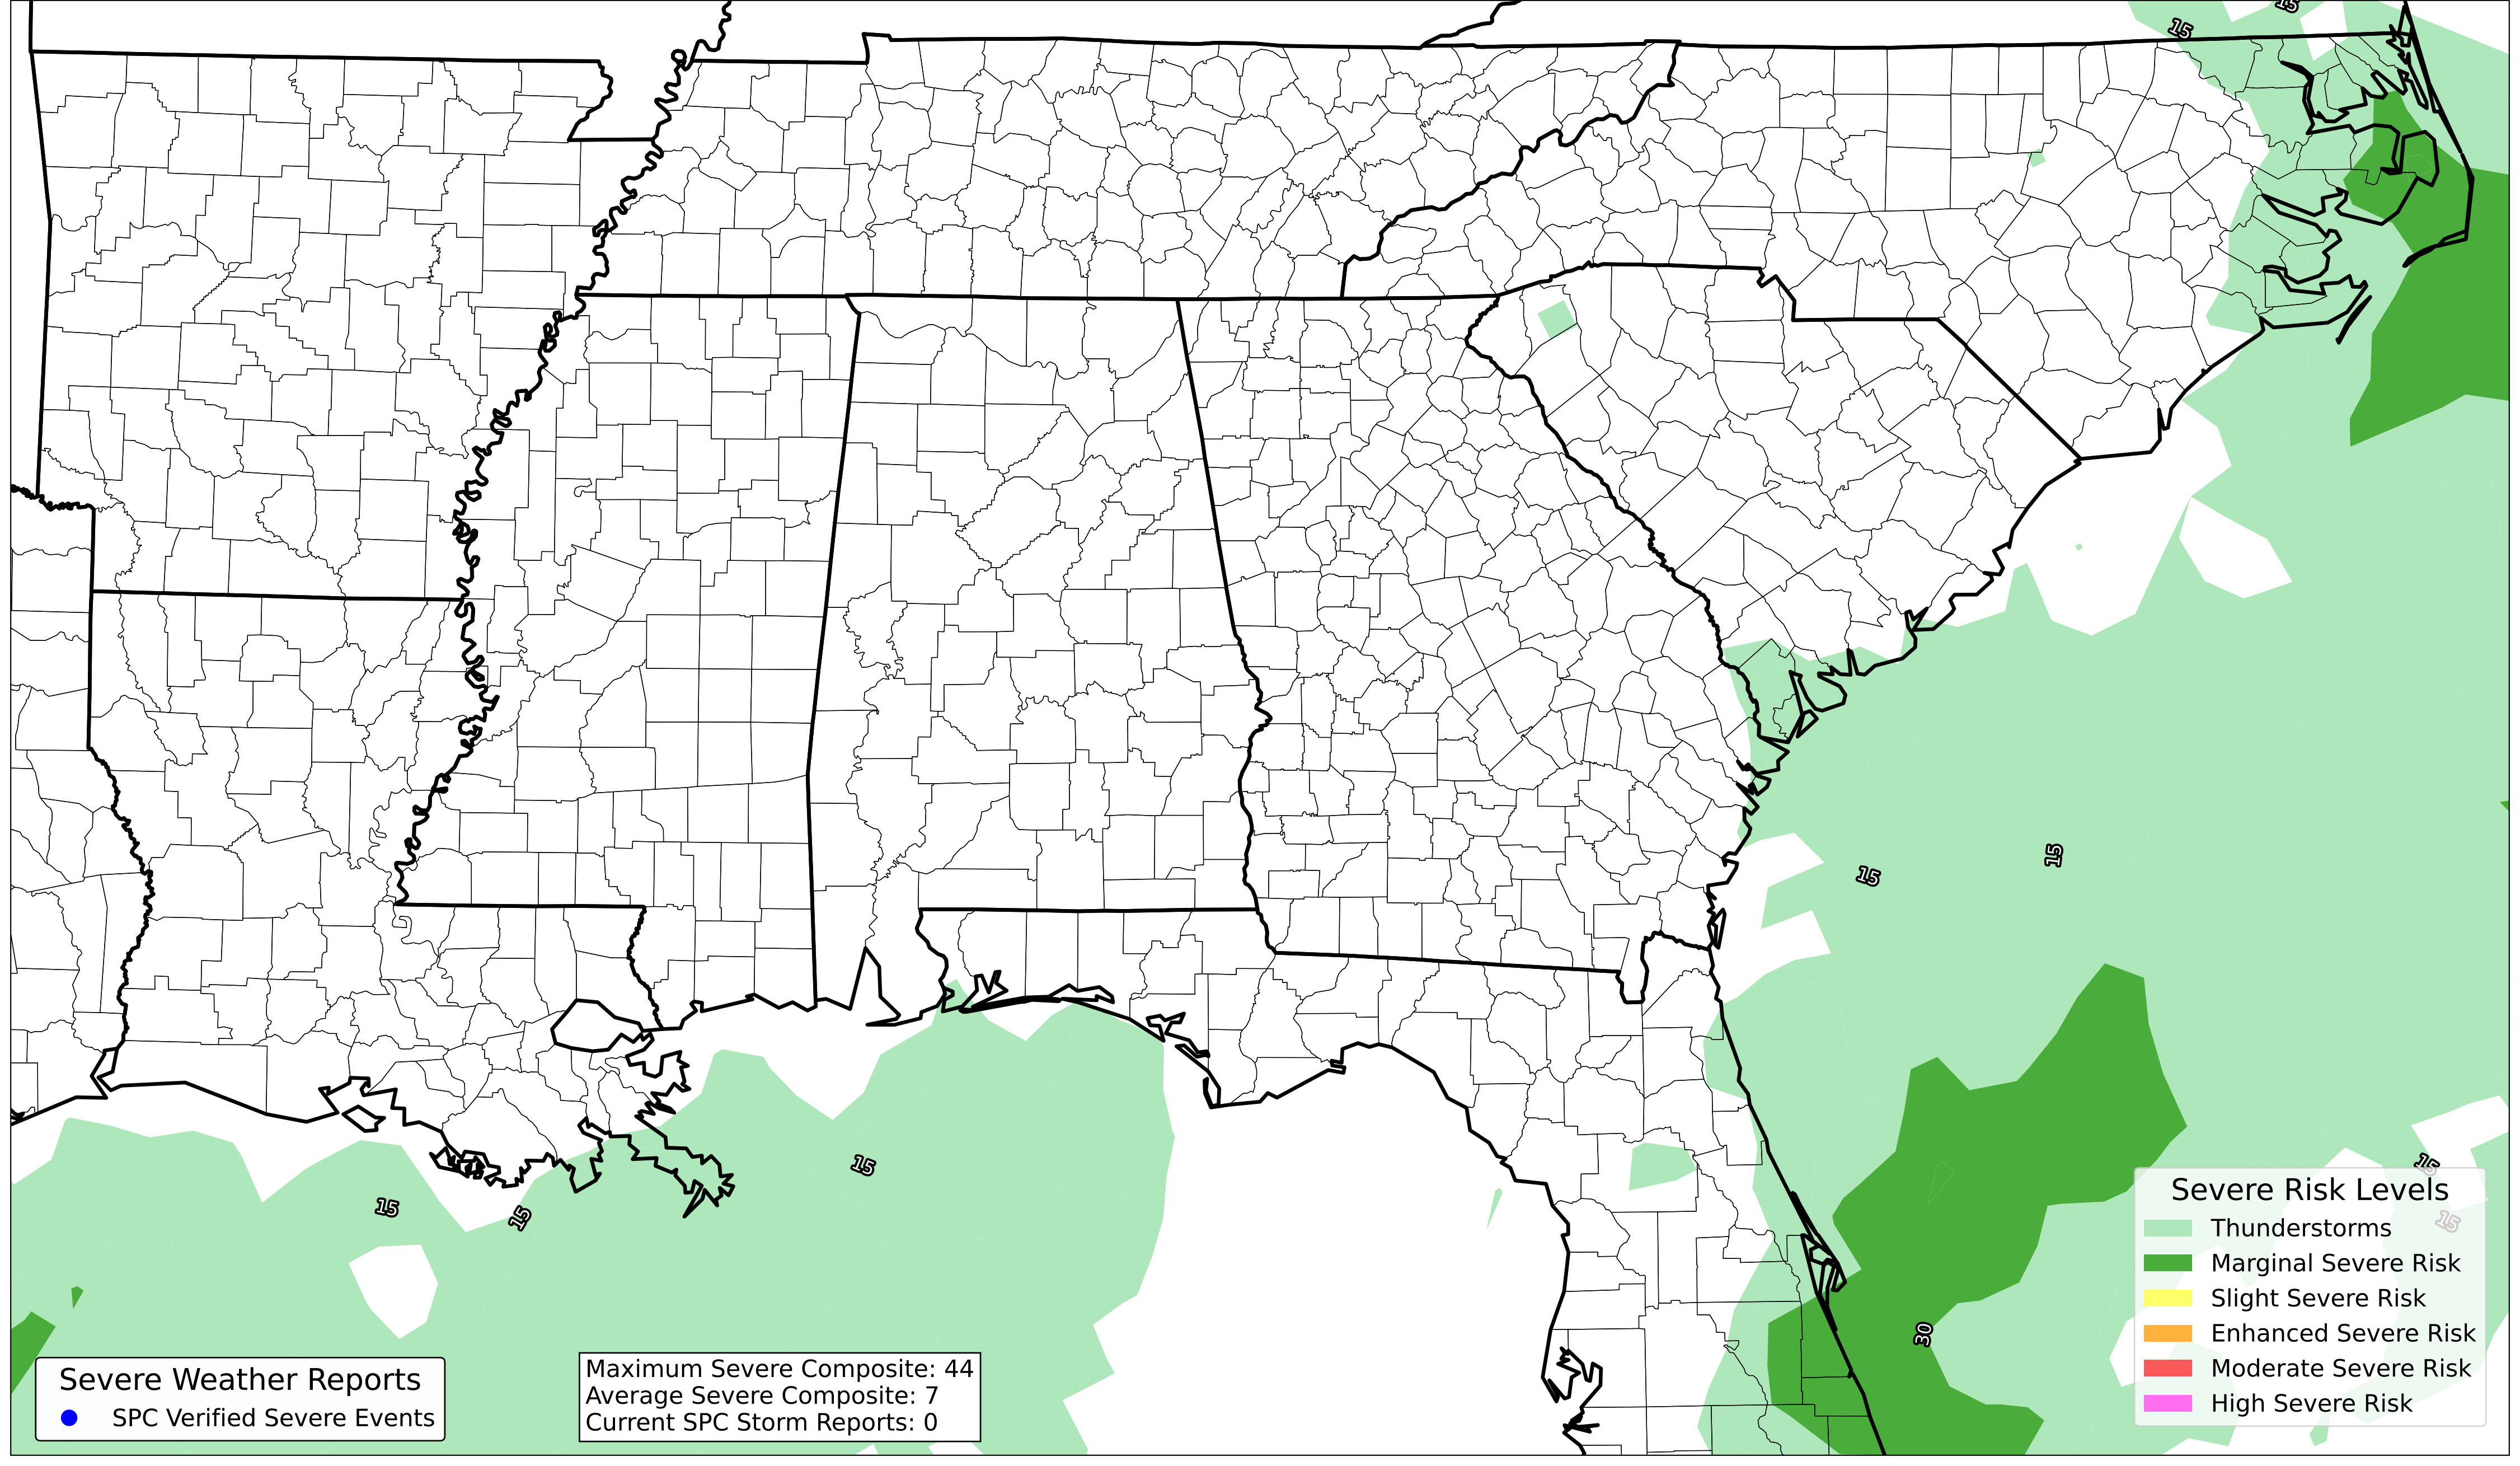 15
15
15
15
15
15
15
15
15
30
Severe Risk Levels
Thunderstorms
Marginal Severe Risk
Slight Severe Risk
Enhanced Severe Risk
Moderate Severe Risk
High Severe Risk
Severe Weather Reports
SPC Verified Severe Events
Maximum Severe Composite: 44
Average Severe Composite: 7
Current SPC Storm Reports: 0